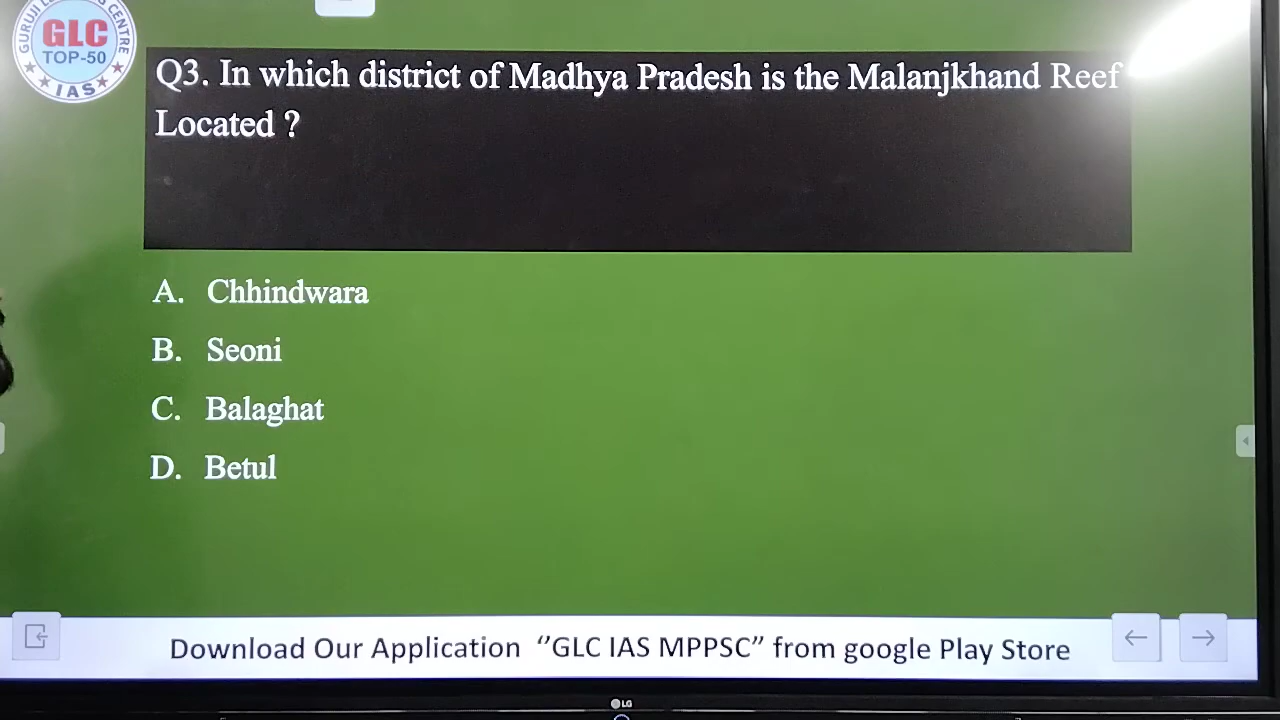 GLC
TOP-50
IAS
Q3. In which district of Madhya Pradesh is the Malanjkhand Reef
Located ?
A. Chhindwara
B. Seoni
C. Balaghat
D. Betul
Download Our Application “GLC IAS MPPSC” from google Play Store
LG